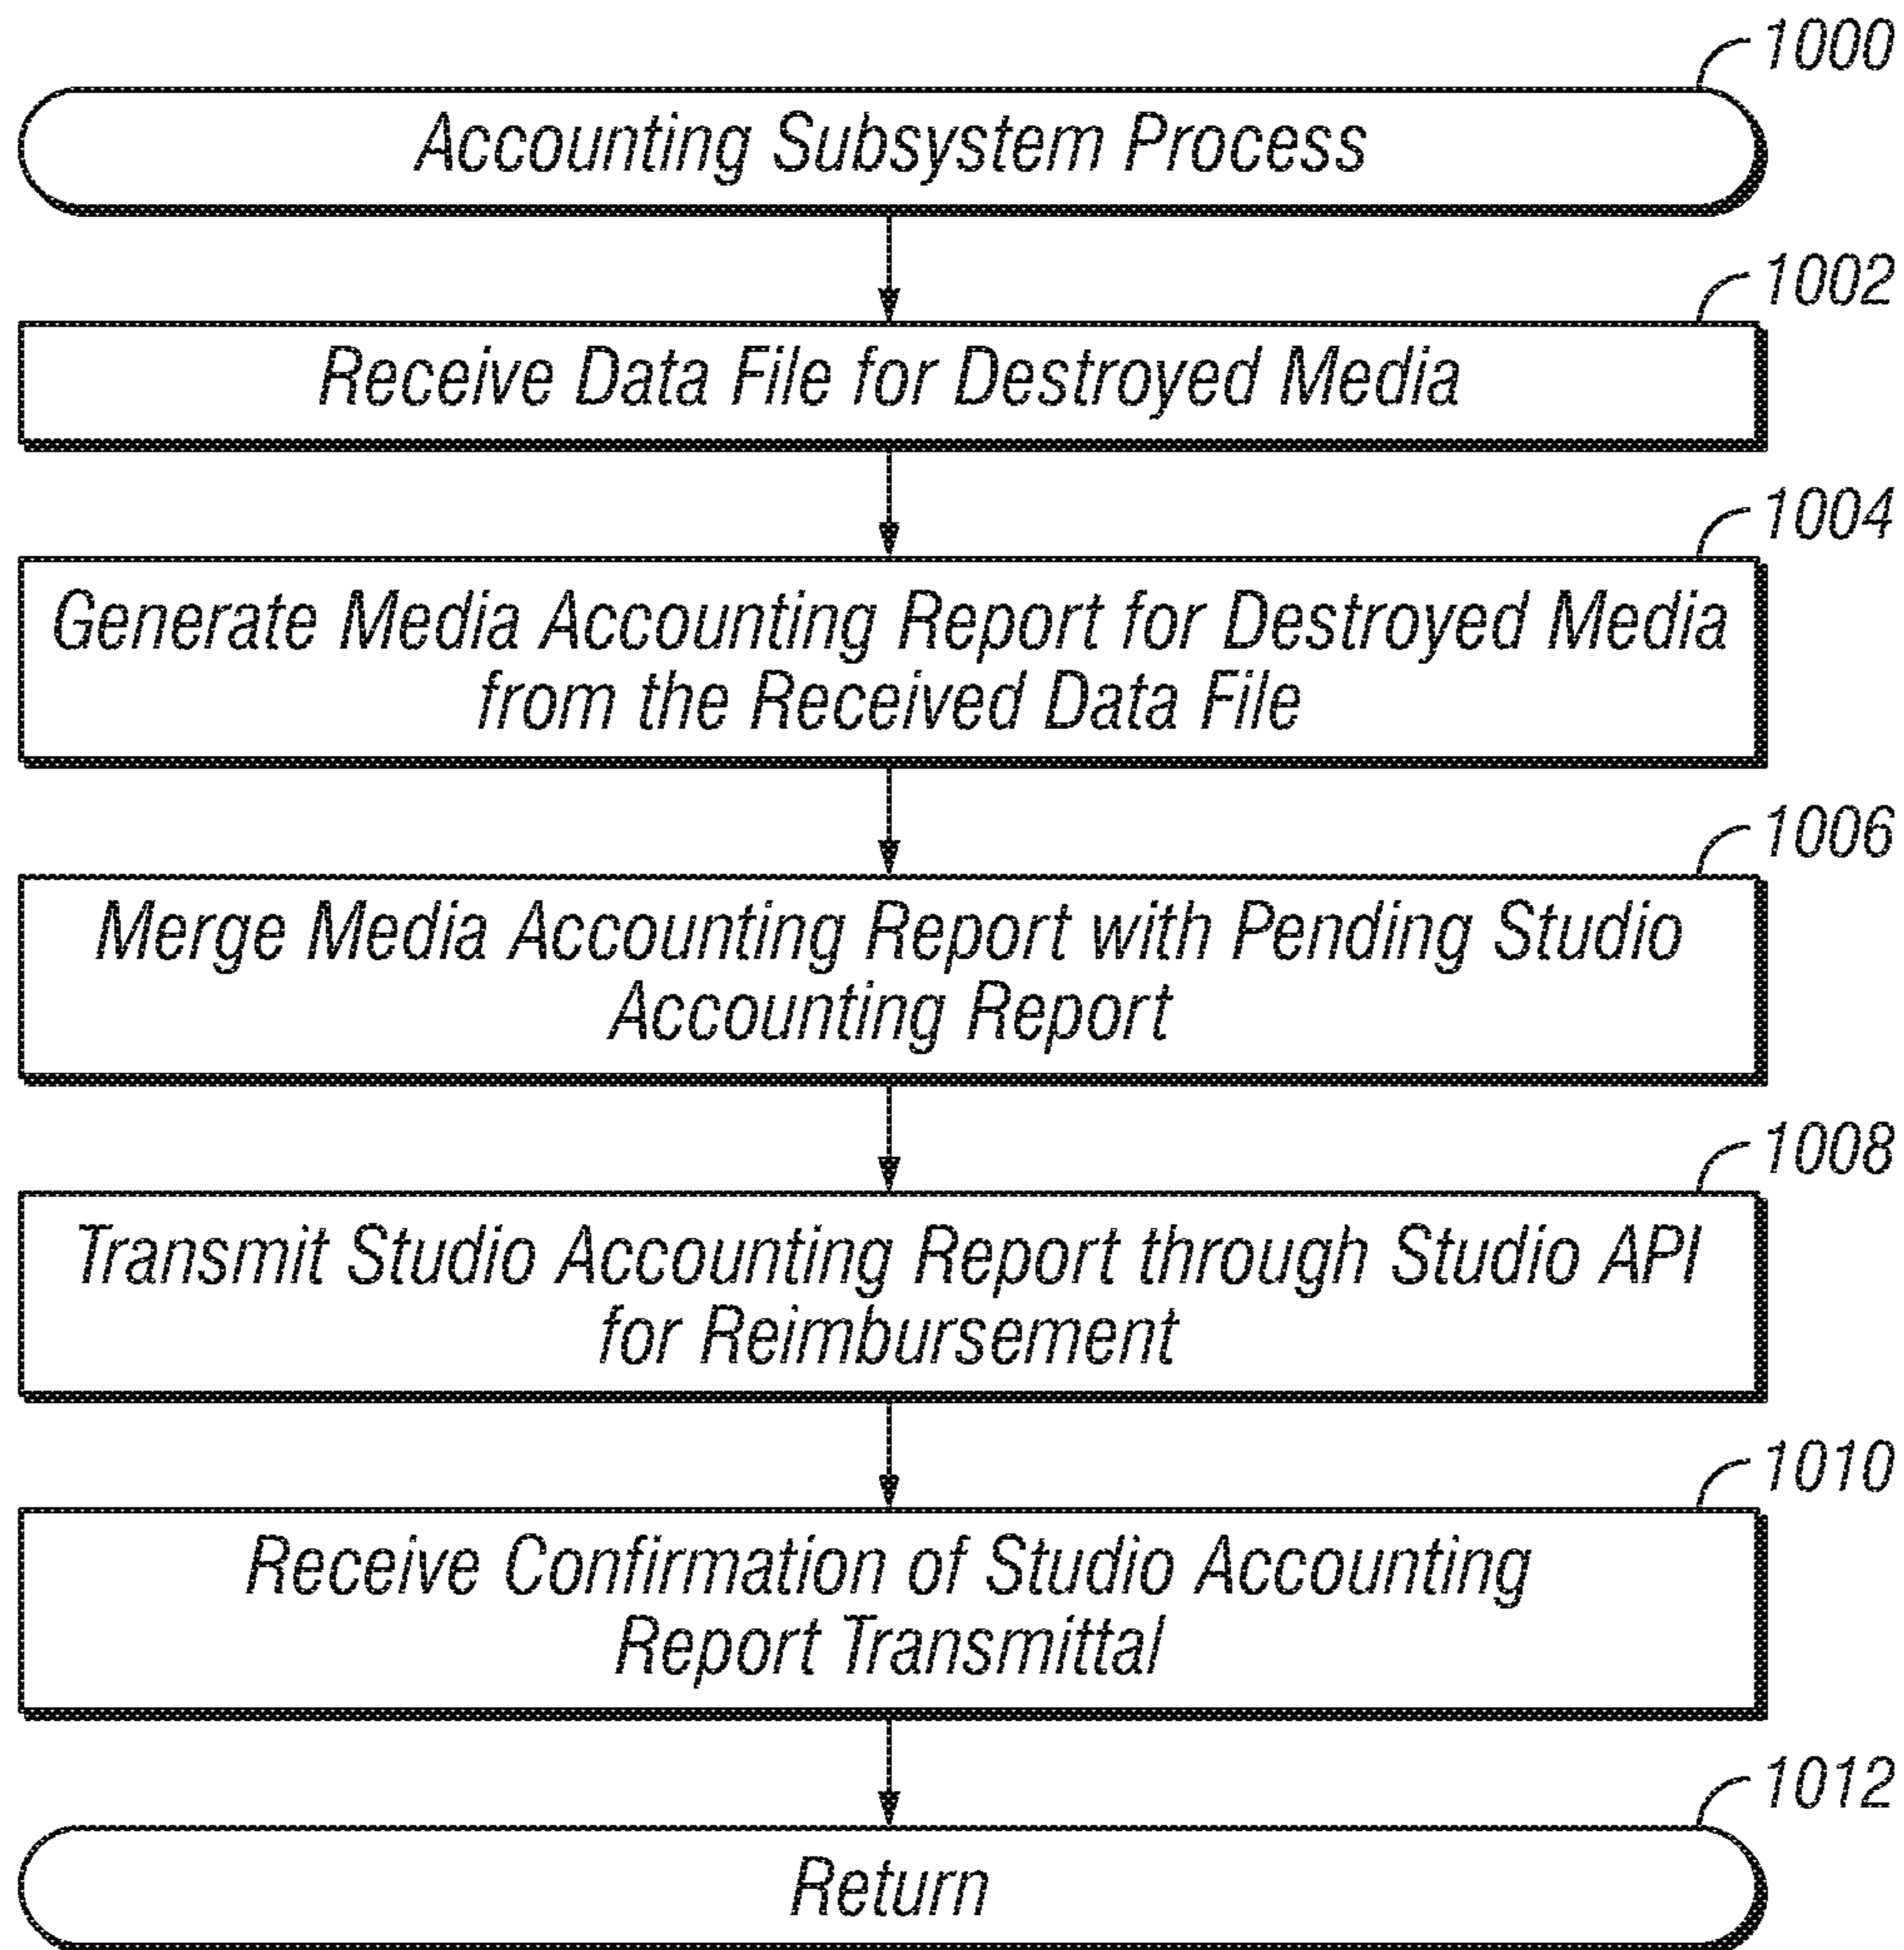 1000
Accounting Subsystem Process
1002
Receive Data File for Destroyed Media
1004
Generate Media Accounting Report for Destroyed Media
from the Received Data File
1006
Merge Media Accounting Report with Pending Studio
Accounting Report
1008
Transmit Studio Accounting Report through Studio API
for Reimbursement
1010
Receive Confirmation of Studio Accounting
Report Transmittal
1012
Return